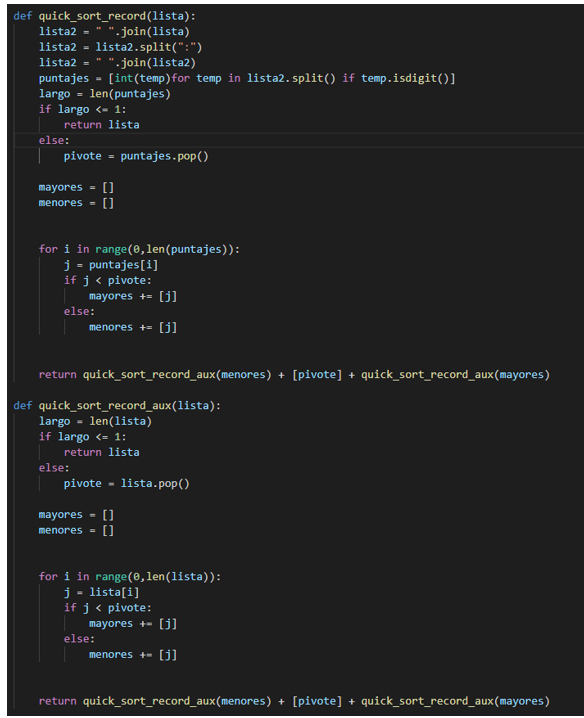 def quick_sort_record(lista):
    lista2 = " ".join(lista)
    lista2 = lista2.split(":")
    lista2 = " ".join(lista2)
    puntajes = [int(temp)for temp in lista2.split() if temp.isdigit()]
    largo = len(puntajes)
    if largo <= 1:
        return lista
    else:
        pivote = puntajes.pop()
    mayores = []
    menores = []
    for i in range(0,len(puntajes)):
        j = puntajes[i]
        if j < pivote:
            mayores += [j]
        else:
            menores += [j]
    return quick_sort_record_aux(menores) + [pivote] + quick_sort_record_aux(mayores)
def quick_sort_record_aux(lista):
    largo = len(lista)
    if largo <= 1:
        return lista
    else:
        pivote = lista.pop()
    mayores = []
    menores = []
    for i in range(0,len(lista)):
        j = lista[i]
        if j < pivote:
            mayores += [j]
        else:
            menores += [j]
    return quick_sort_record_aux(menores) + [pivote] + quick_sort_record_aux(mayores)